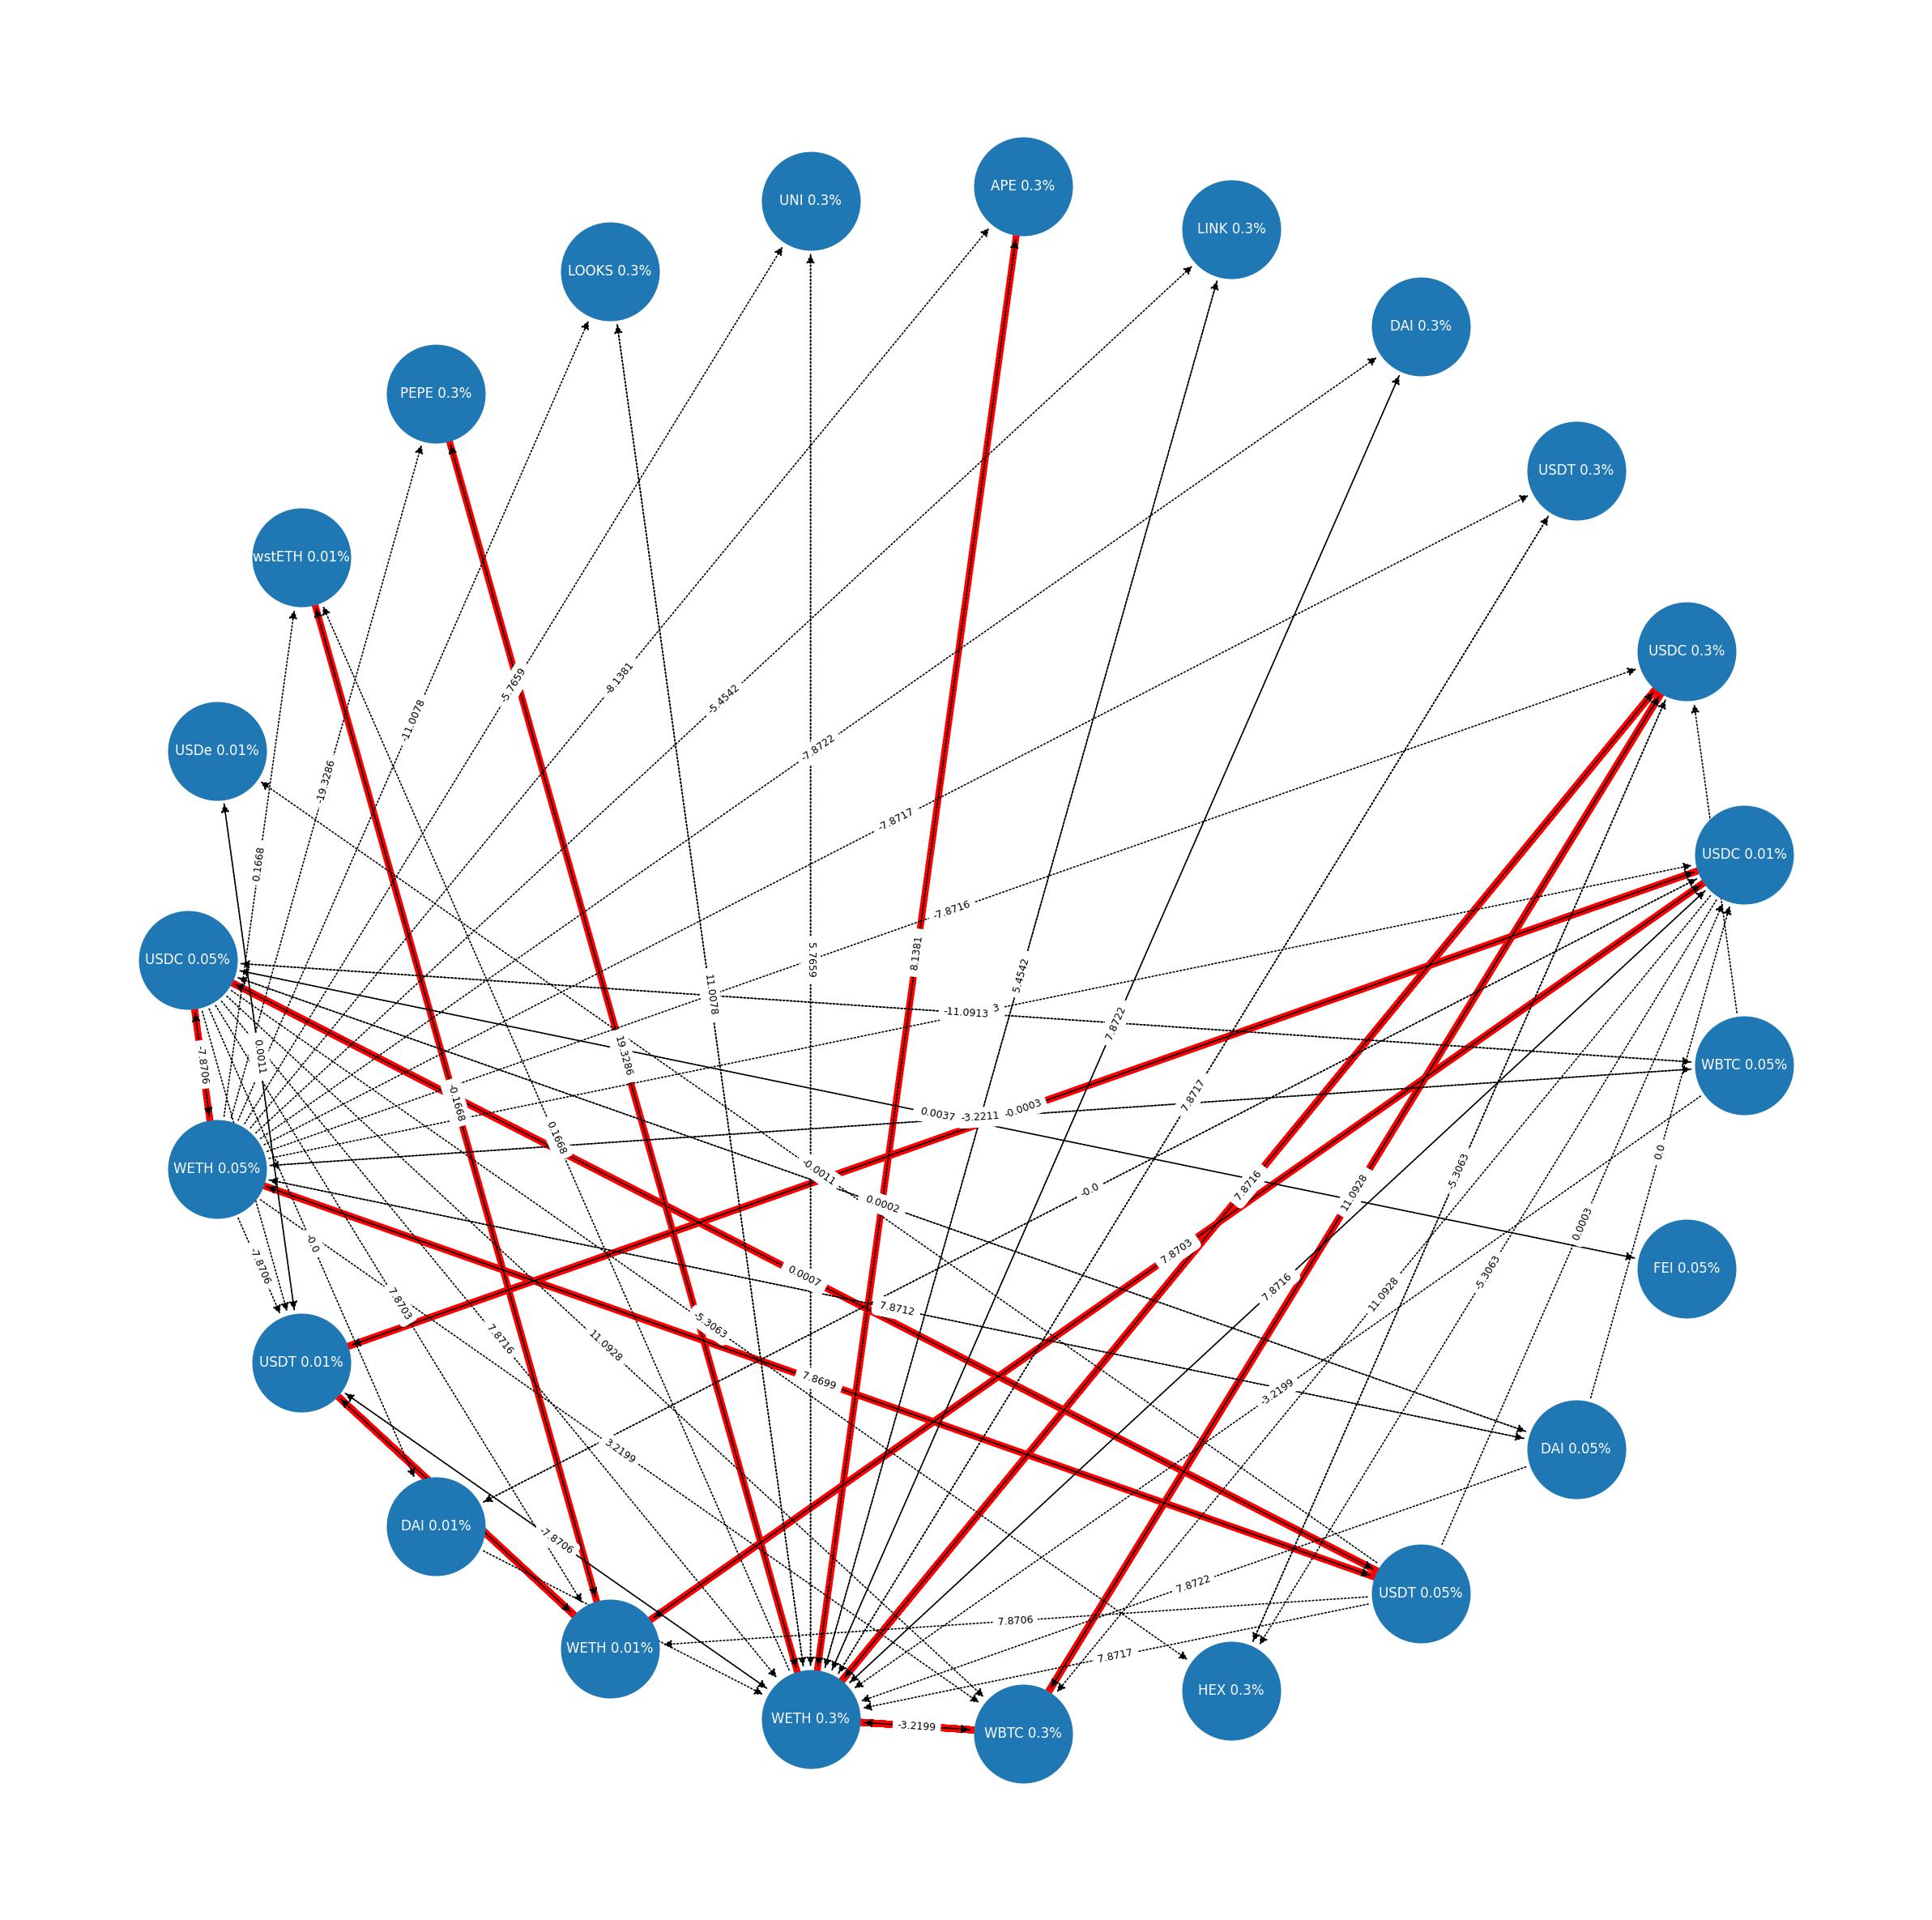 APE 0.3%
UNI 0.3%
LINK 0.3%
LOOKS 0.3%
DAI 0.3%
PEPE 0.3%
USDT 0.3%
wstETH 0.01%
USDC 0.3%
-5.7659
-8.1381
-5.4542
-11.0078
-7.8722
USDe 0.01%
-19.3286
-7.8717
USDC 0.01%
0.1668
-7.8716
8.1381
USDC 0.05%
5.7659
5.4542
11.0078
-11.0913
3
7.8722
0.0011
19.3286
WBTC 0.05%
-7.8706
7.8717
-0.1668
0.0037
-3.2211
-0.0003
0.1668
0.0
WETH 0.05%
-0.0011
-5.3063
7.8716
-0.0
11.0928
0.0002
0.0003
-0.0
7.8703
-7.8706
FEI 0.05%
0.0007
-5.3063
7.8716
11.0928
7.8703
7.8712
-5.3063
7.8716
11.0928
USDT 0.01%
7.8699
-3.2199
3.2199
DAI 0.05%
DAI 0.01%
-7.8706
7.8722
USDT 0.05%
7.8706
WETH 0.01%
7.8717
HEX 0.3%
WETH 0.3%
-3.2199
WBTC 0.3%